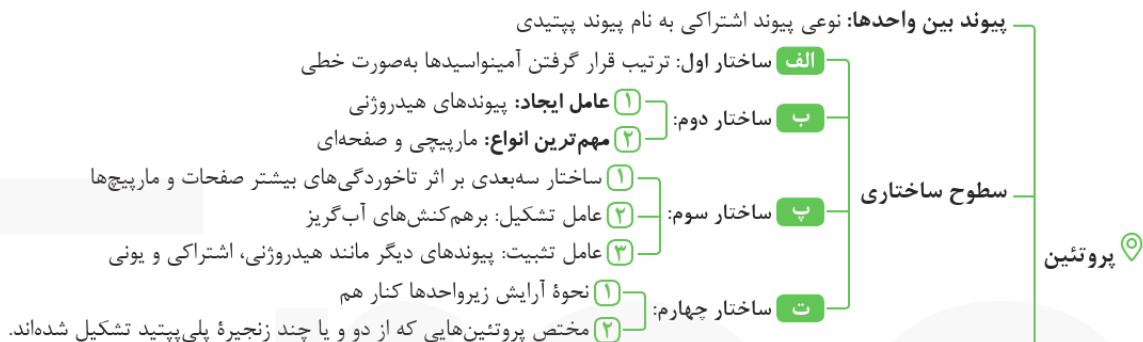 پیوند بین واحدها: نوعی پیوند اشتراکی به نام پیوند پپتیدی
الف ساختار اول: ترتیب قرار گرفتن آمینواسیدها به‌صورت خطی
ب ساختار دوم:
۱ عامل ایجاد: پیوندهای هیدروژنی
۲ مهم‌ترین انواع: مارپیچی و صفحه‌ای
پ ساختار سوم:
۱ ساختار سه‌بعدی بر اثر تاخوردگی‌های بیشتر صفحات و مارپیچ‌ها
۲ عامل تشکیل: برهم‌کنش‌های آب‌گریز
۳ عامل تثبیت: پیوندهای دیگر مانند هیدروژنی، اشتراکی و یونی
ت ساختار چهارم:
۱ نحوهٔ آرایش زیرواحدها کنار هم
۲ مختص پروتئین‌هایی که از دو و یا چند زنجیرهٔ پلی‌پپتید تشکیل شده‌اند.
سطوح ساختاری
پروتئین